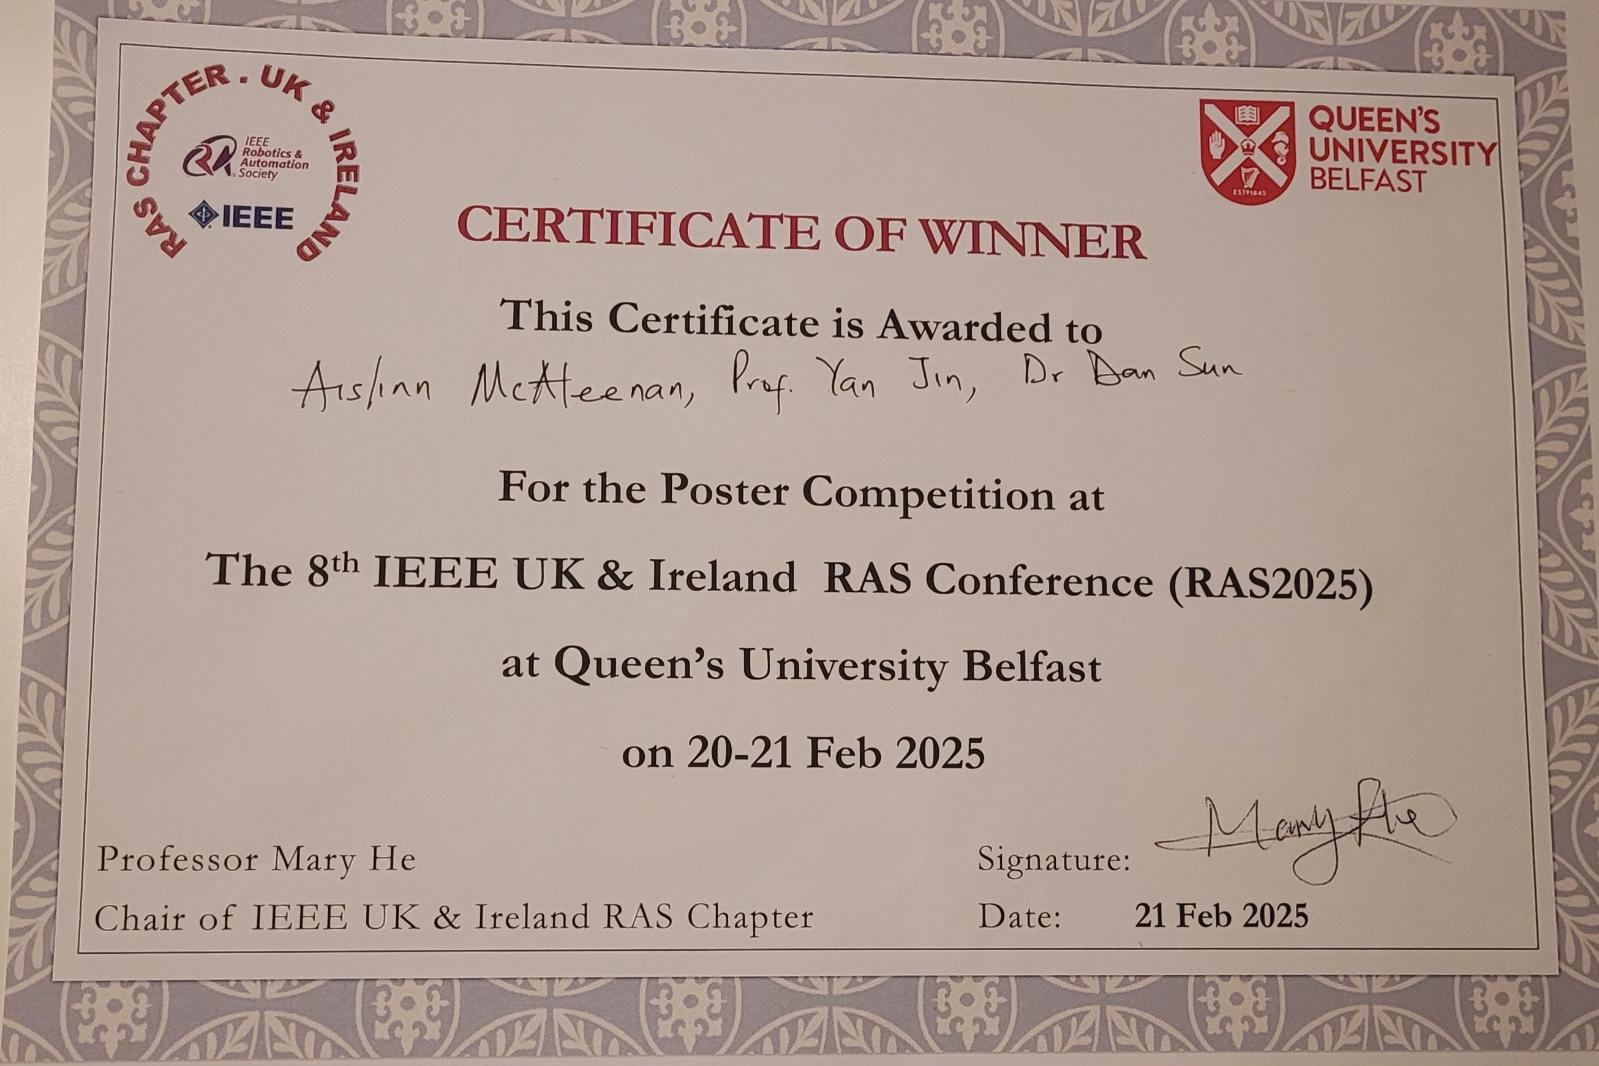 RAS CHAPTER . UK & IRELAND
IEEE
Robotics &
Automation
Society
IEEE
QUEEN'S
UNIVERSITY
BELFAST
ESTD1845
CERTIFICATE OF WINNER
This Certificate is Awarded to
Aislinn McAteenan, Prof. Yan Jin, Dr Dan Sun
For the Poster Competition at
The 8th IEEE UK & Ireland RAS Conference (RAS2025)
at Queen's University Belfast
on 20-21 Feb 2025
Professor Mary He
Signature: Mary He
Chair of IEEE UK & Ireland RAS Chapter
Date: 21 Feb 2025